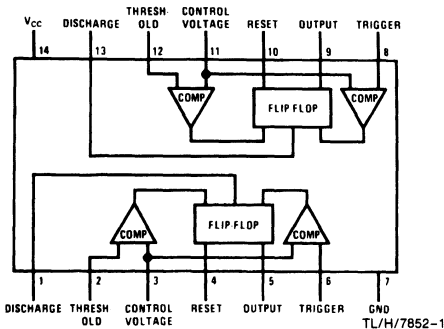 THRESH CONTROL
VCC DISCHARGE OLD VOLTAGE RESET OUTPUT TRIGGER
14 13 12 11 10 9 8
COMP FLIP FLOP COMP
COMP FLIP-FLOP COMP
1 2 3 4 5 6 7
DISCHARGE THRESH CONTROL RESET OUTPUT TRIGGER GND
OLD VOLTAGE
TL/H/7852-1